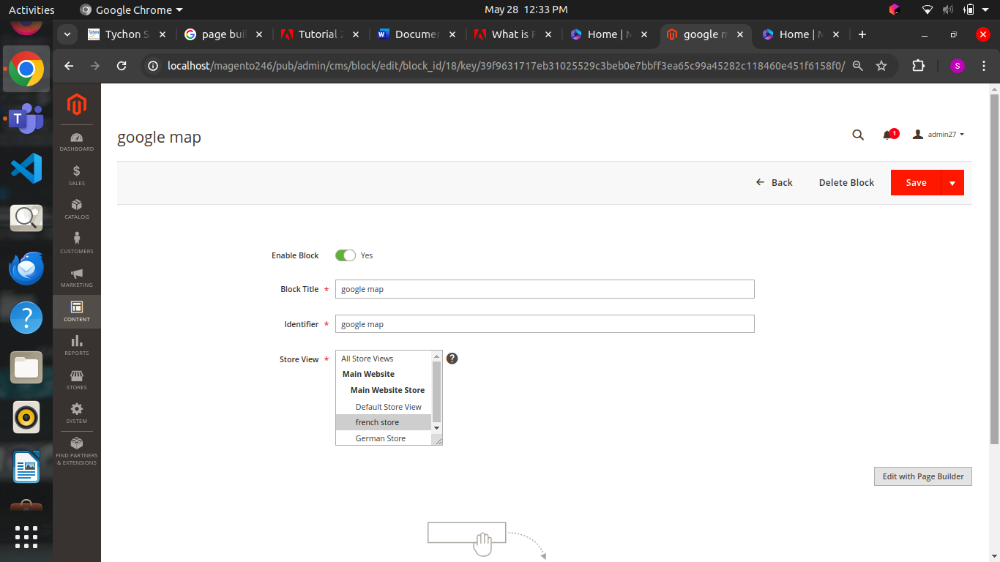 Activities
Google Chrome
May 28 12:33 PM
Tychon S
page buil
Tutorial
Documen
What is
Home |
google m
Home |
localhost/magento246/pub/admin/cms/block/edit/block_id/18/key/39f9631717eb31025529c3beb0e7bbff3ea65c99a45282c118460e451f6158f0/
S
DASHBOARD
SALES
CATALOG
CUSTOMERS
MARKETING
CONTENT
REPORTS
STORES
SYSTEM
FIND PARTNERS
& EXTENSIONS
google map
1
admin27
Back
Delete Block
Save
Enable Block
Yes
Block Title *
google map
Identifier *
google map
Store View *
All Store Views
Main Website
Main Website Store
Default Store View
french store
German Store
?
Edit with Page Builder